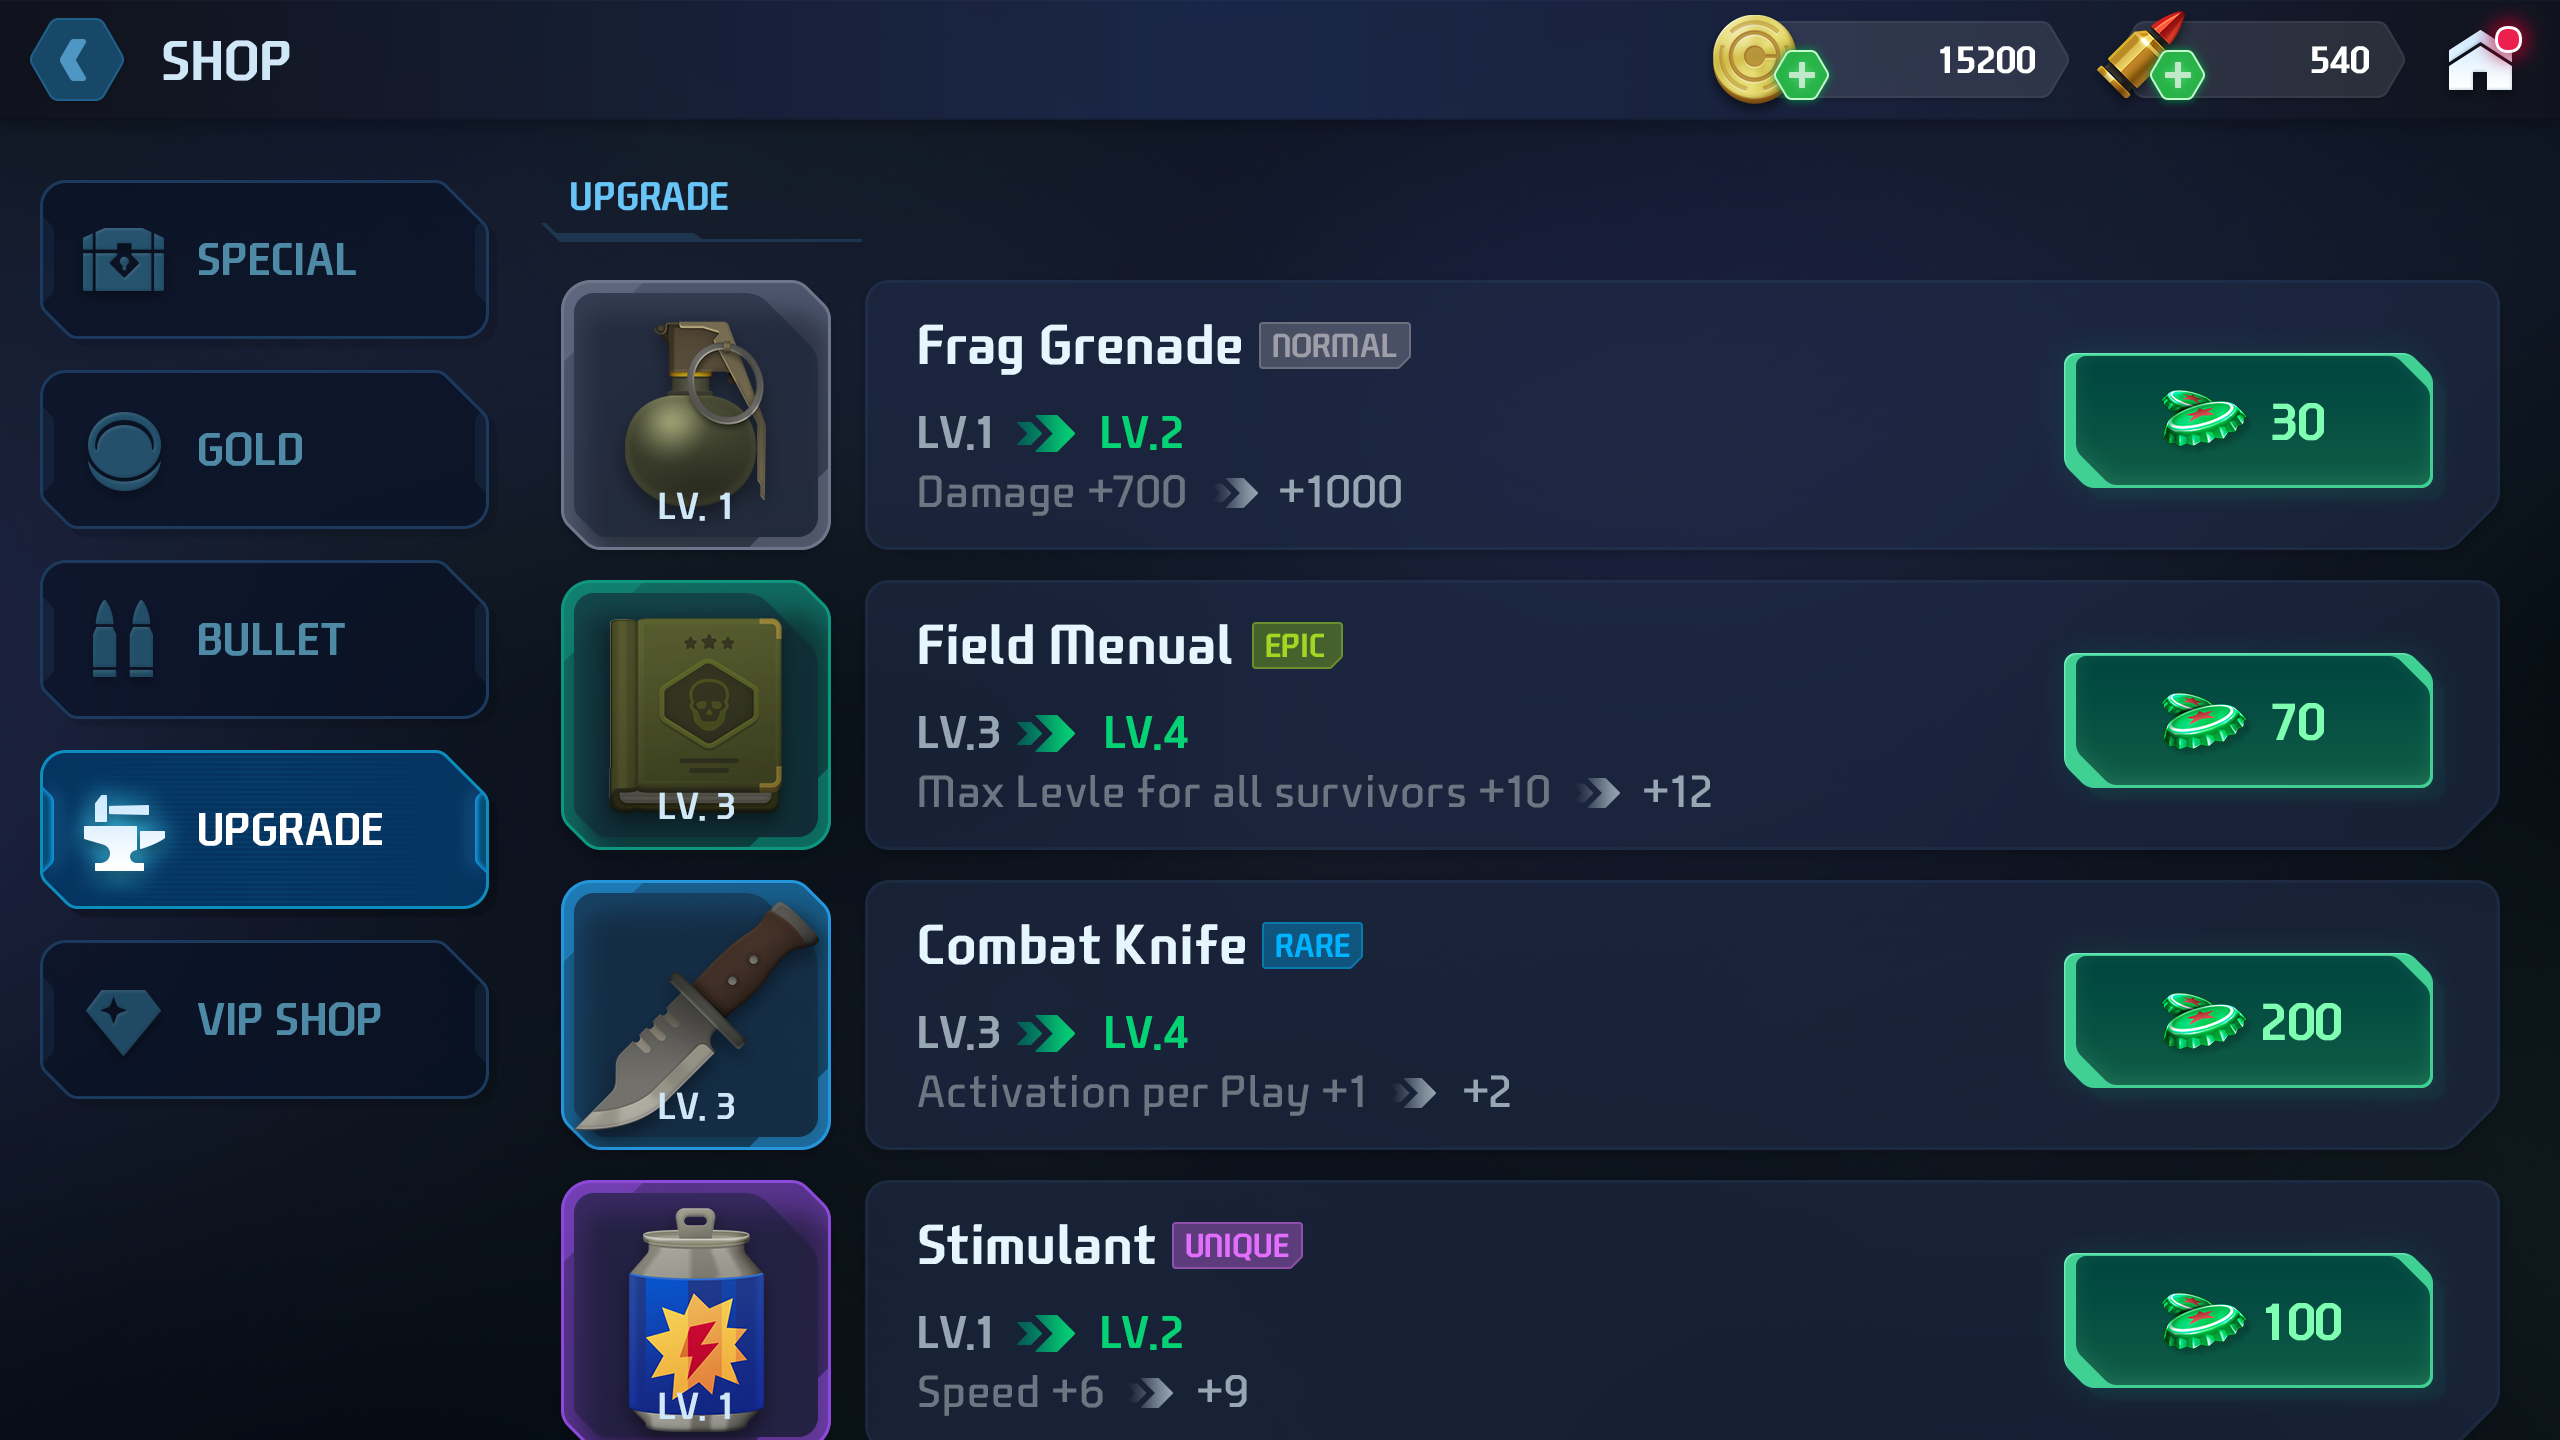 SHOP
15200
540
SPECIAL
GOLD
BULLET
UPGRADE
VIP SHOP
UPGRADE
LV. 1
Frag Grenade NORMAL
LV.1 LV.2
Damage +700 +1000
30
LV. 3
Field Menual EPIC
LV.3 LV.4
Max Levle for all survivors +10 +12
70
LV. 3
Combat Knife RARE
LV.3 LV.4
Activation per Play +1 +2
200
LV. 1
Stimulant UNIQUE
LV.1 LV.2
Speed +6 +9
100